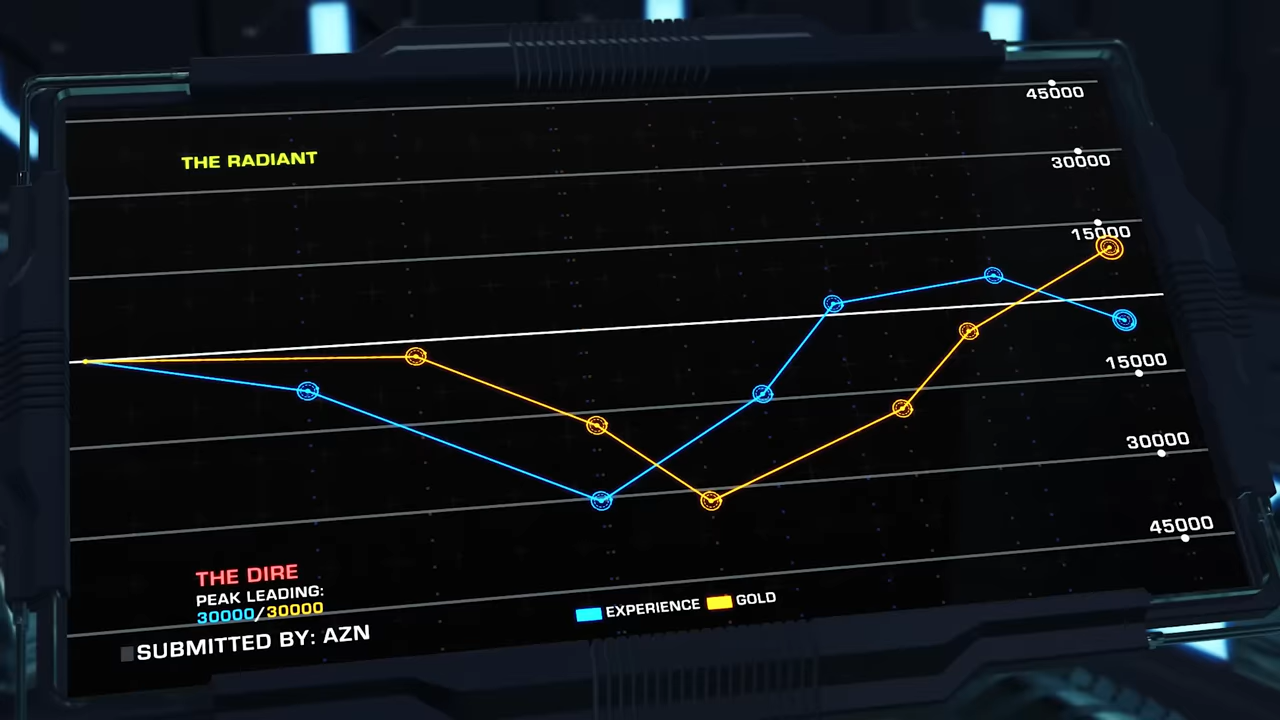 45000
THE RADIANT
30000
15000
15000
30000
45000
THE DIRE
PEAK LEADING:
30000/30000
EXPERIENCE GOLD
SUBMITTED BY: AZN